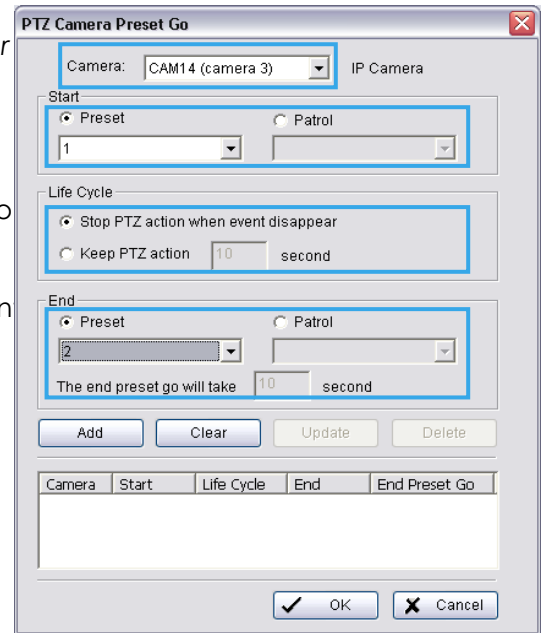 PTZ Camera Preset Go
r
Camera: CAM14 (camera 3) IP Camera
Start
Preset Patrol
1
Life Cycle
o
Stop PTZ action when event disappear
Keep PTZ action 10 second
n
End
Preset Patrol
2
The end preset go will take 10 second
Add Clear Update Delete
Camera Start Life Cycle End End Preset Go
OK Cancel